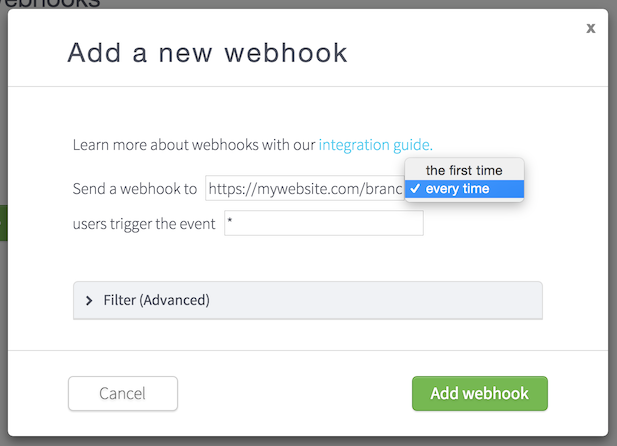 Add a new webhook
x
Learn more about webhooks with our integration guide.
the first time
Send a webhook to https://mywebsite.com/branc ✓ every time
users trigger the event *
Filter (Advanced)
Cancel
Add webhook